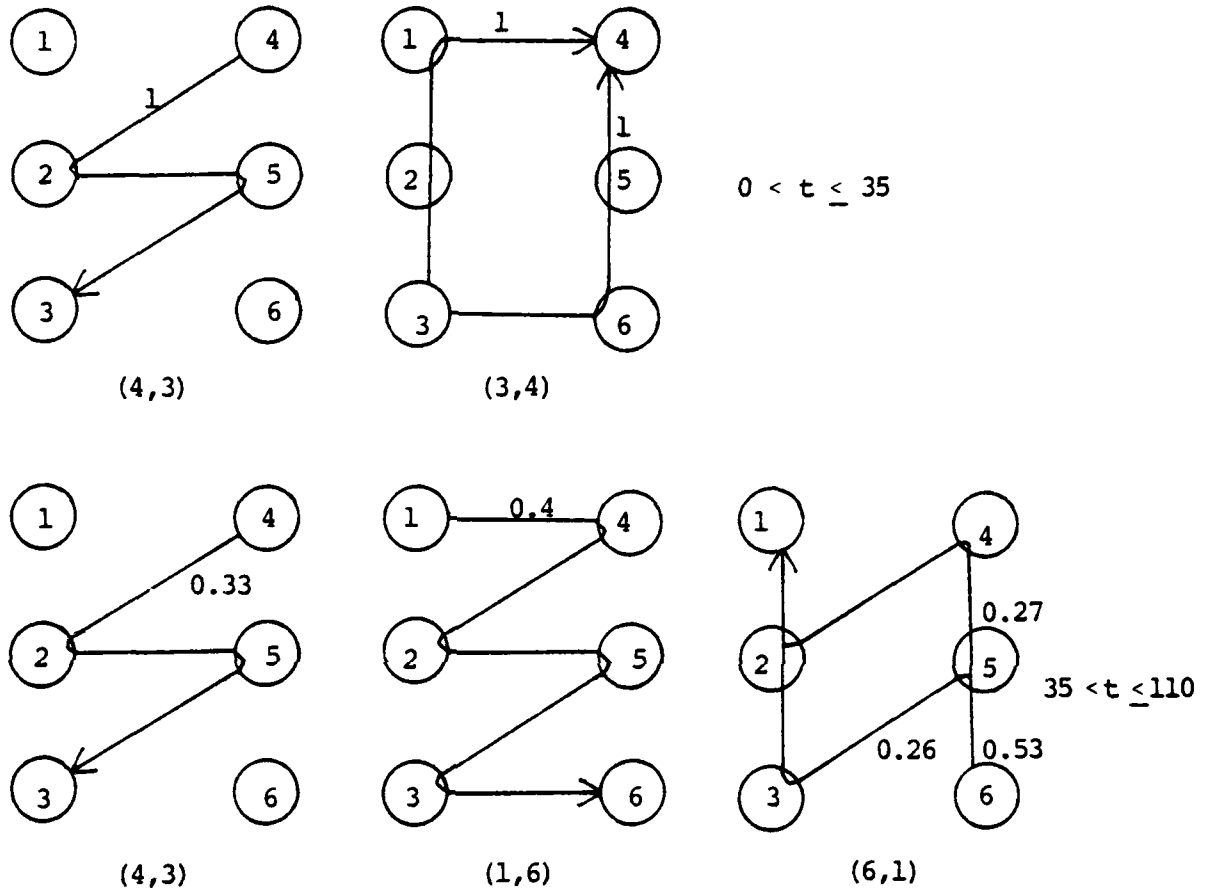 1 4 1 1 4
2 5 2 1 5 0 < t ≤ 35
3 6 3 6
(4,3) (3,4)
1 4 1 0.4 4 1 4
0.33 0.27
2 5 2 5 2 5 35 <t ≤110
0.26 0.53
3 6 3 6 3 6
(4,3) (1,6) (6,1)
1